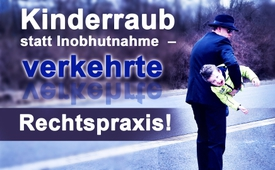 Kinderraub
statt Inobhutnahme –
verkehrte
Rechtspraxis!